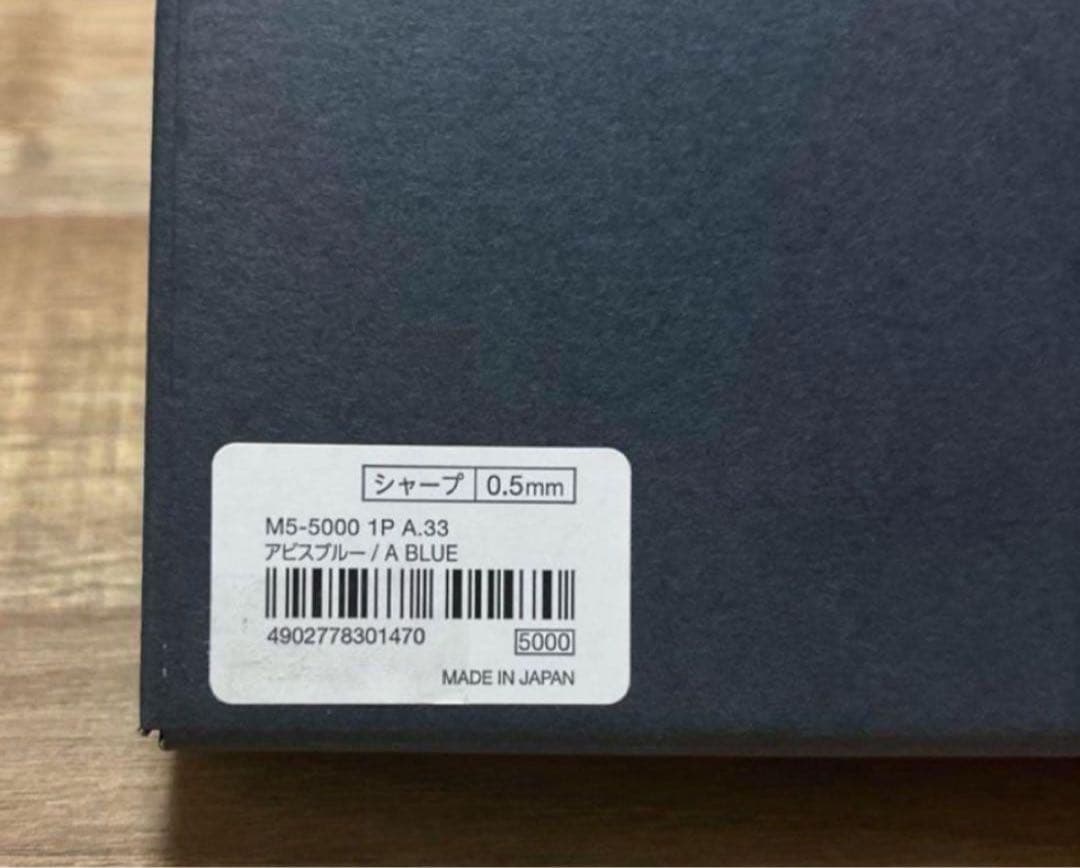 シャープ 0.5mm
M5-5000 1P A.33
アビスブルー / A BLUE
4902778301470 5000
MADE IN JAPAN